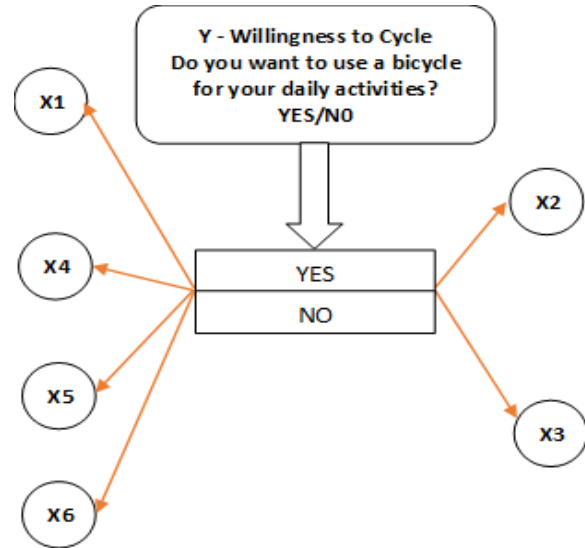 Y - Willingness to Cycle
Do you want to use a bicycle
for your daily activities?
YES/N0
X1
X2
YES
X4
NO
X5
X3
X6